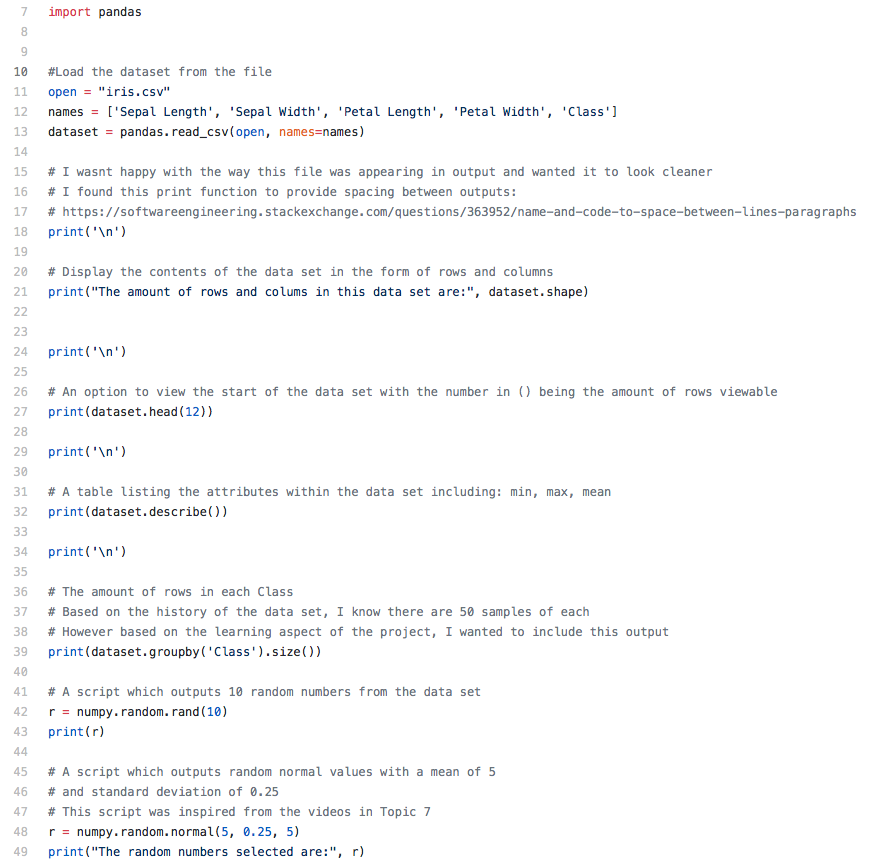 7 import pandas
8
9
10 #Load the dataset from the file
11 open = "iris.csv"
12 names = ['Sepal Length', 'Sepal Width', 'Petal Length', 'Petal Width', 'Class']
13 dataset = pandas.read_csv(open, names=names)
14
15 # I wasnt happy with the way this file was appearing in output and wanted it to look cleaner
16 # I found this print function to provide spacing between outputs:
17 # https://softwareengineering.stackexchange.com/questions/363952/name-and-code-to-space-between-lines-paragraphs
18 print('\n')
19
20 # Display the contents of the data set in the form of rows and columns
21 print("The amount of rows and colums in this data set are:", dataset.shape)
22
23
24 print('\n')
25
26 # An option to view the start of the data set with the number in () being the amount of rows viewable
27 print(dataset.head(12))
28
29 print('\n')
30
31 # A table listing the attributes within the data set including: min, max, mean
32 print(dataset.describe())
33
34 print('\n')
35
36 # The amount of rows in each Class
37 # Based on the history of the data set, I know there are 50 samples of each
38 # However based on the learning aspect of the project, I wanted to include this output
39 print(dataset.groupby('Class').size())
40
41 # A script which outputs 10 random numbers from the data set
42 r = numpy.random.rand(10)
43 print(r)
44
45 # A script which outputs random normal values with a mean of 5
46 # and standard deviation of 0.25
47 # This script was inspired from the videos in Topic 7
48 r = numpy.random.normal(5, 0.25, 5)
49 print("The random numbers selected are:", r)